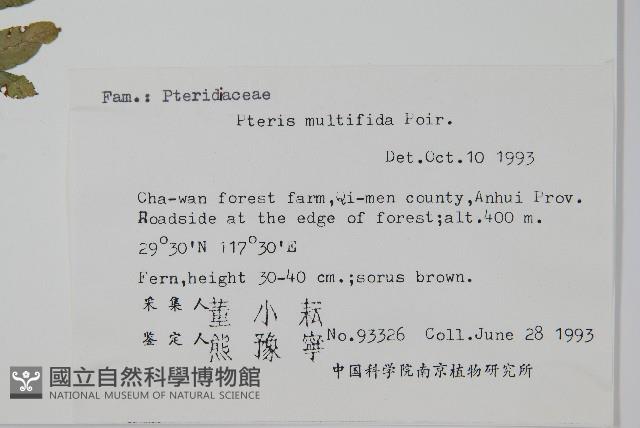 Fam.: Pteridiaceae
Pteris multifida Poir.
Det.Oct.10 1993
Cha-wan forest farm,Qi-men county,Anhui Prov.
Roadside at the edge of forest;alt.400 m.
29°30'N 117°30'E
Fern,height 30-40 cm.;sorus brown.
采集人 董小耘
鉴定人 熊豫寧 No.93326 Coll.June 28 1993
中国科学院南京植物研究所
國立自然科學博物館
NATIONAL MUSEUM OF NATURAL SCIENCE